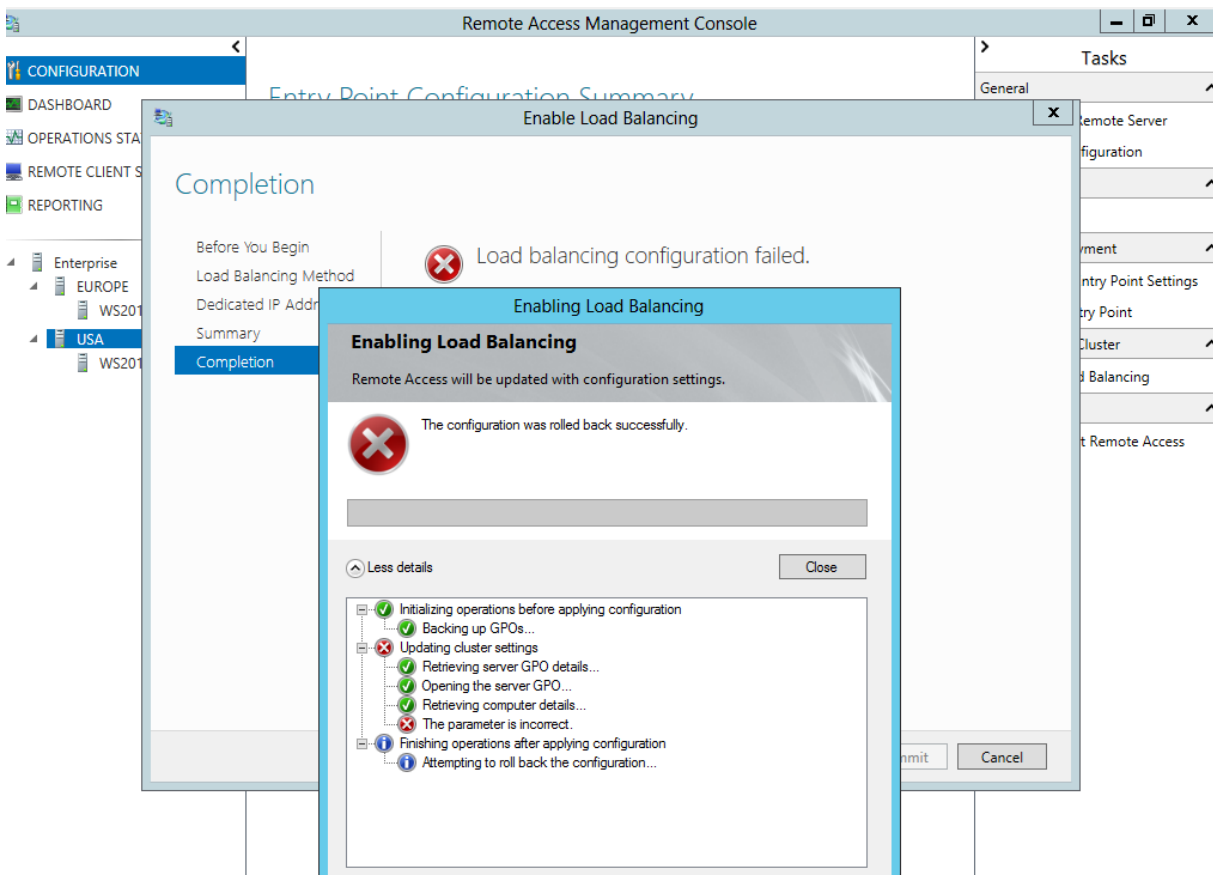 Remote Access Management Console
CONFIGURATION
DASHBOARD
OPERATIONS STA
REMOTE CLIENT S
REPORTING
Enterprise
EUROPE
WS201
USA
WS201
Entry Point Configuration Summary
Tasks
General
Remote Server
figuration
yment
ntry Point Settings
try Point
Cluster
d Balancing
t Remote Access
Enable Load Balancing
Completion
Before You Begin
Load Balancing Method
Dedicated IP Addr
Summary
Completion
Load balancing configuration failed.
mmit
Cancel
Enabling Load Balancing
Enabling Load Balancing
Remote Access will be updated with configuration settings.
The configuration was rolled back successfully.
Less details
Close
Initializing operations before applying configuration
Backing up GPOs...
Updating cluster settings
Retrieving server GPO details...
Opening the server GPO...
Retrieving computer details...
The parameter is incorrect.
Finishing operations after applying configuration
Attempting to roll back the configuration...